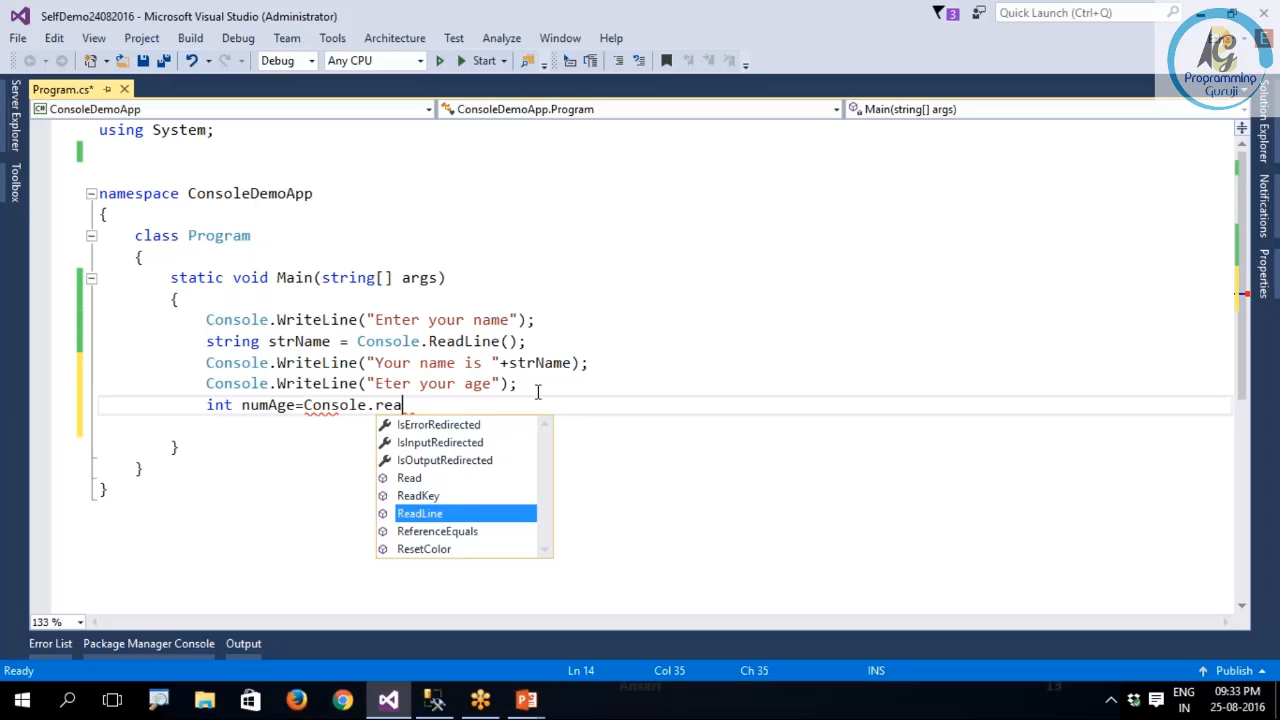 SelfDemo24082016 - Microsoft Visual Studio (Administrator)
3
Quick Launch (Ctrl+Q)
File Edit View Project Build Debug Team Tools Architecture Test Analyze Window Help
Debug Any CPU Start
Programming
Guruji
Program.cs*
ConsoleDemoApp ConsoleDemoApp.Program Main(string[] args)
Server Explorer
Toolbox
Solution Explorer
Notifications
Properties
using System;
namespace ConsoleDemoApp
{
class Program
{
static void Main(string[] args)
{
Console.WriteLine("Enter your name");
string strName = Console.ReadLine();
Console.WriteLine("Your name is "+strName);
Console.WriteLine("Eter your age");
int numAge=Console.rea
IsErrorRedirected
IsInputRedirected
IsOutputRedirected
Read
ReadKey
ReadLine
ReferenceEquals
ResetColor
}
}
}
133 %
Error List Package Manager Console Output
Ready Ln 14 Col 35 Ch 35 INS Publish
Ansari 13
ENG 09:33 PM
IN 25-08-2016